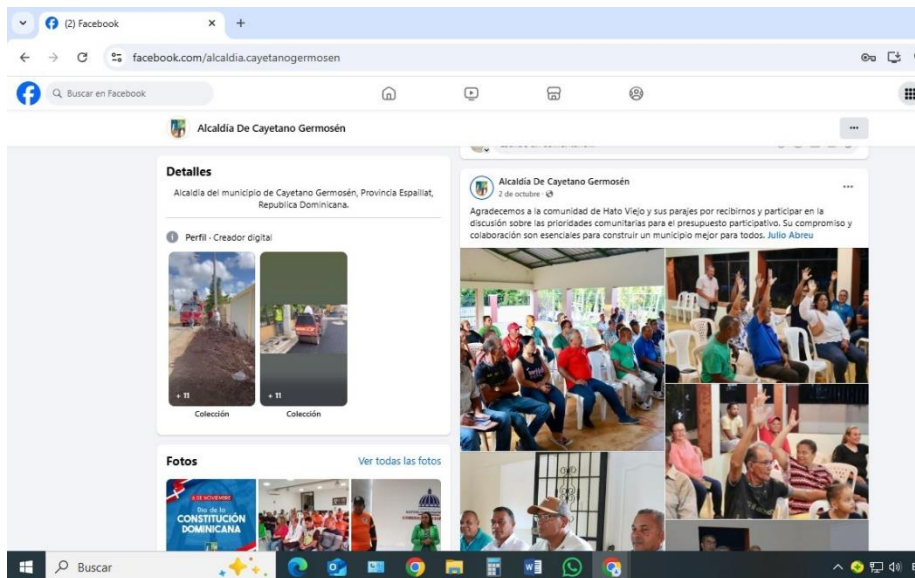 (2) Facebook
facebook.com/alcaldia.cayetanogermosen
Buscar en Facebook
Alcaldía De Cayetano Germosén
Detalles
Alcaldía del municipio de Cayetano Germosén, Provincia Espaillat,
Republica Dominicana.
Perfil · Creador digital
+ 11
+ 11
Colección
Colección
Fotos
Ver todas las fotos
6 DE NOVIEMBRE
Día de la
CONSTITUCIÓN
DOMINICANA
Alcaldía De Cayetano Germosén
2 de octubre ·
Agradecemos a la comunidad de Hato Viejo y sus parajes por recibirnos y participar en la
discusión sobre las prioridades comunitarias para el presupuesto participativo. Su compromiso y
colaboración son esenciales para construir un municipio mejor para todos. Julio Abreu
Buscar